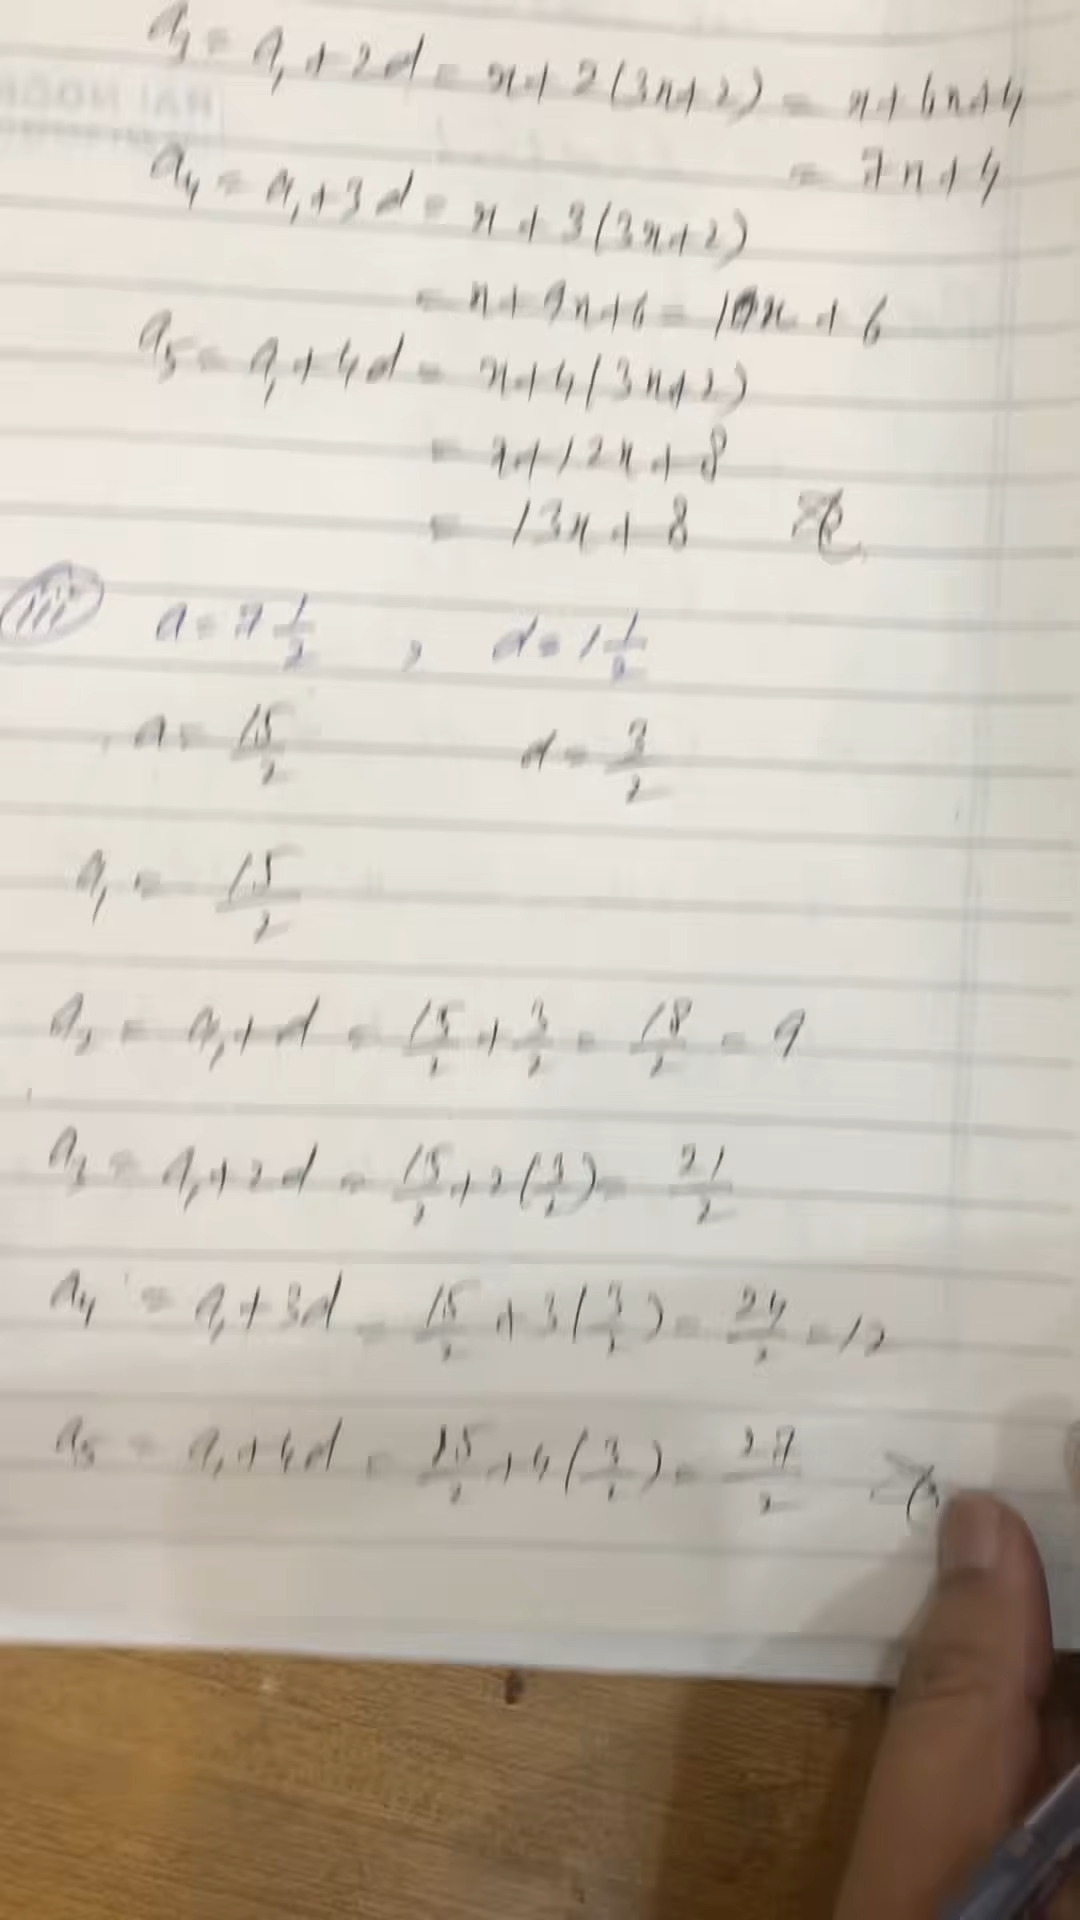 a₃ = a₁ + 2d = x + 2(3x+2) = x + 6x + 4
= 7x + 4
a₄ = a₁ + 3d = x + 3(3x+2)
= x + 9x + 6 = 10x + 6
a₅ = a₁ + 4d = x + 4(3x+2)
= x + 12x + 8
= 13x + 8
iii a = 7 1/2 , d = 1 1/2
a = 15/2 d = 3/2
a₁ = 15/2
a₂ = a₁ + d = 15/2 + 3/2 = 18/2 = 9
a₃ = a₁ + 2d = 15/2 + 2(3/2) = 21/2
a₄ = a₁ + 3d = 15/2 + 3(3/2) = 24/2 = 12
a₅ = a₁ + 4d = 15/2 + 4(3/2) = 27/2